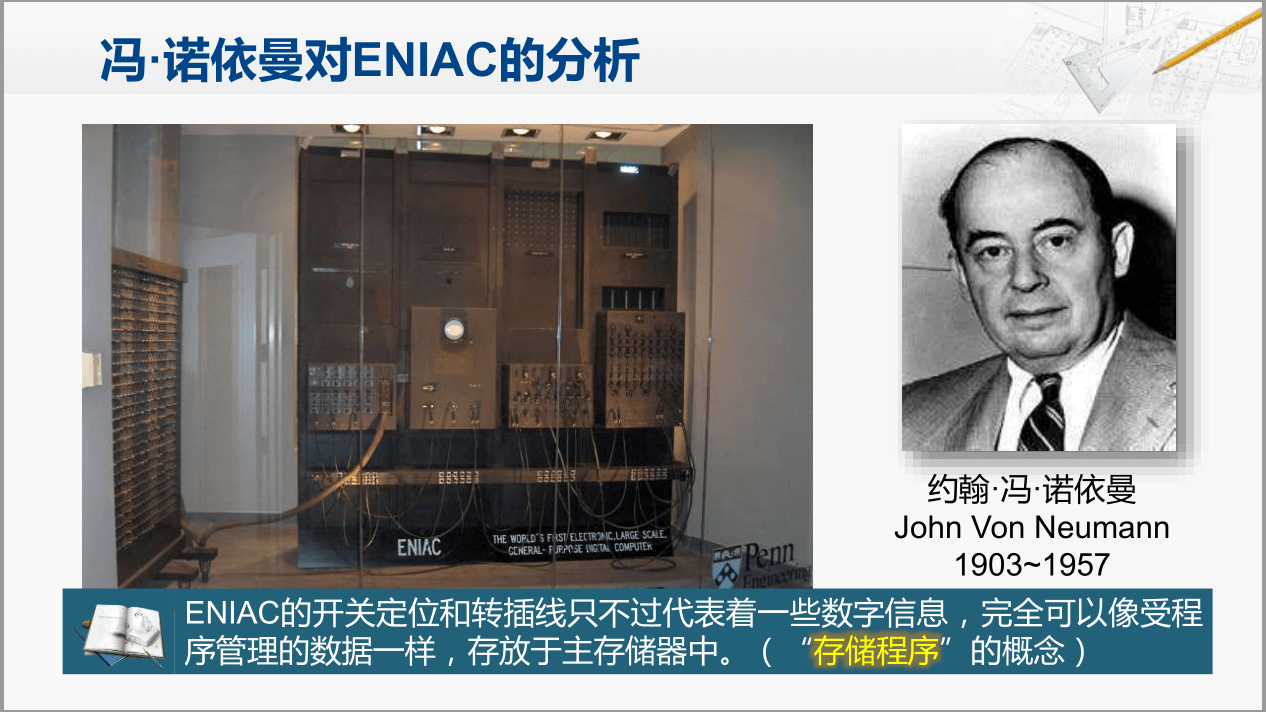 冯·诺依曼对ENIAC的分析
ENIAC
THE WORLD'S FIRST ELECTRONIC, LARGE SCALE,
GENERAL-PURPOSE DIGITAL COMPUTER
Penn
Engineering
约翰·冯·诺依曼
John Von Neumann
1903~1957
ENIAC的开关定位和转插线只不过代表着一些数字信息，完全可以像受程
序管理的数据一样，存放于主存储器中。（“存储程序”的概念）